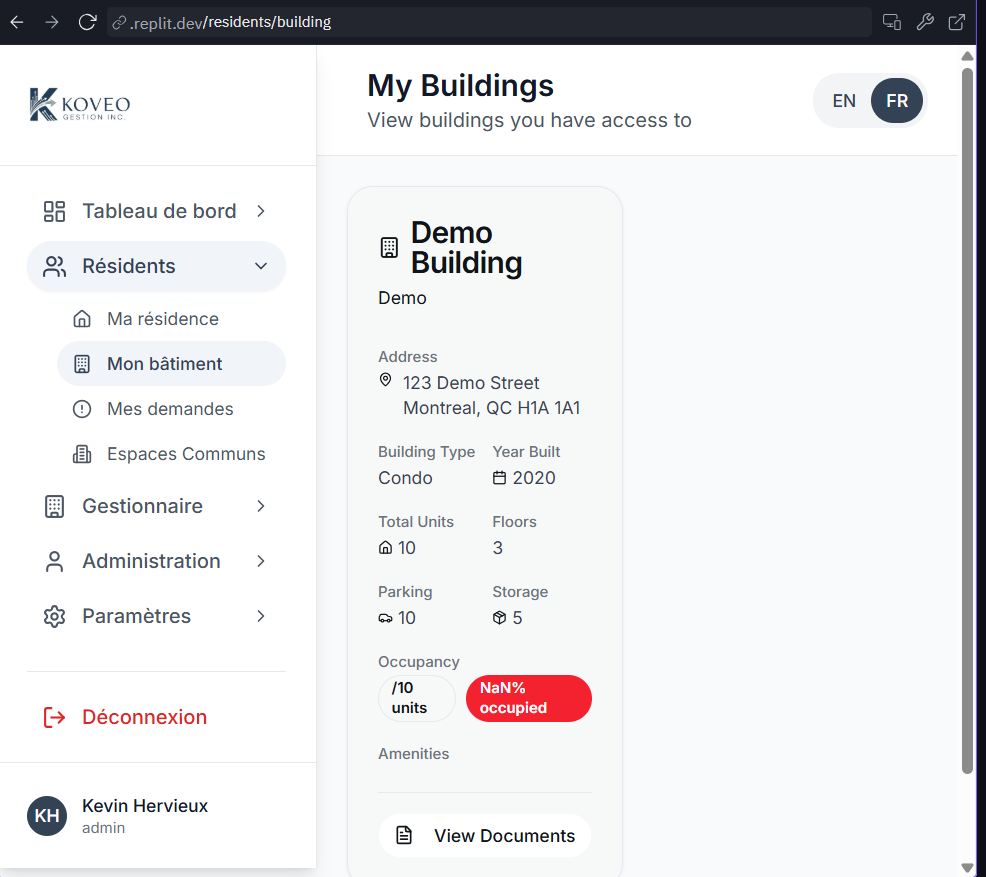 .replit.dev/residents/building
KOVEO
GESTION INC.
My Buildings
View buildings you have access to
EN
FR
Tableau de bord
Résidents
Ma résidence
Mon bâtiment
Mes demandes
Espaces Communs
Gestionnaire
Administration
Paramètres
Déconnexion
KH
Kevin Hervieux
admin
Demo
Building
Demo
Address
123 Demo Street
Montreal, QC H1A 1A1
Building Type
Year Built
Condo
2020
Total Units
Floors
10
3
Parking
Storage
10
5
Occupancy
/10
units
NaN%
occupied
Amenities
View Documents